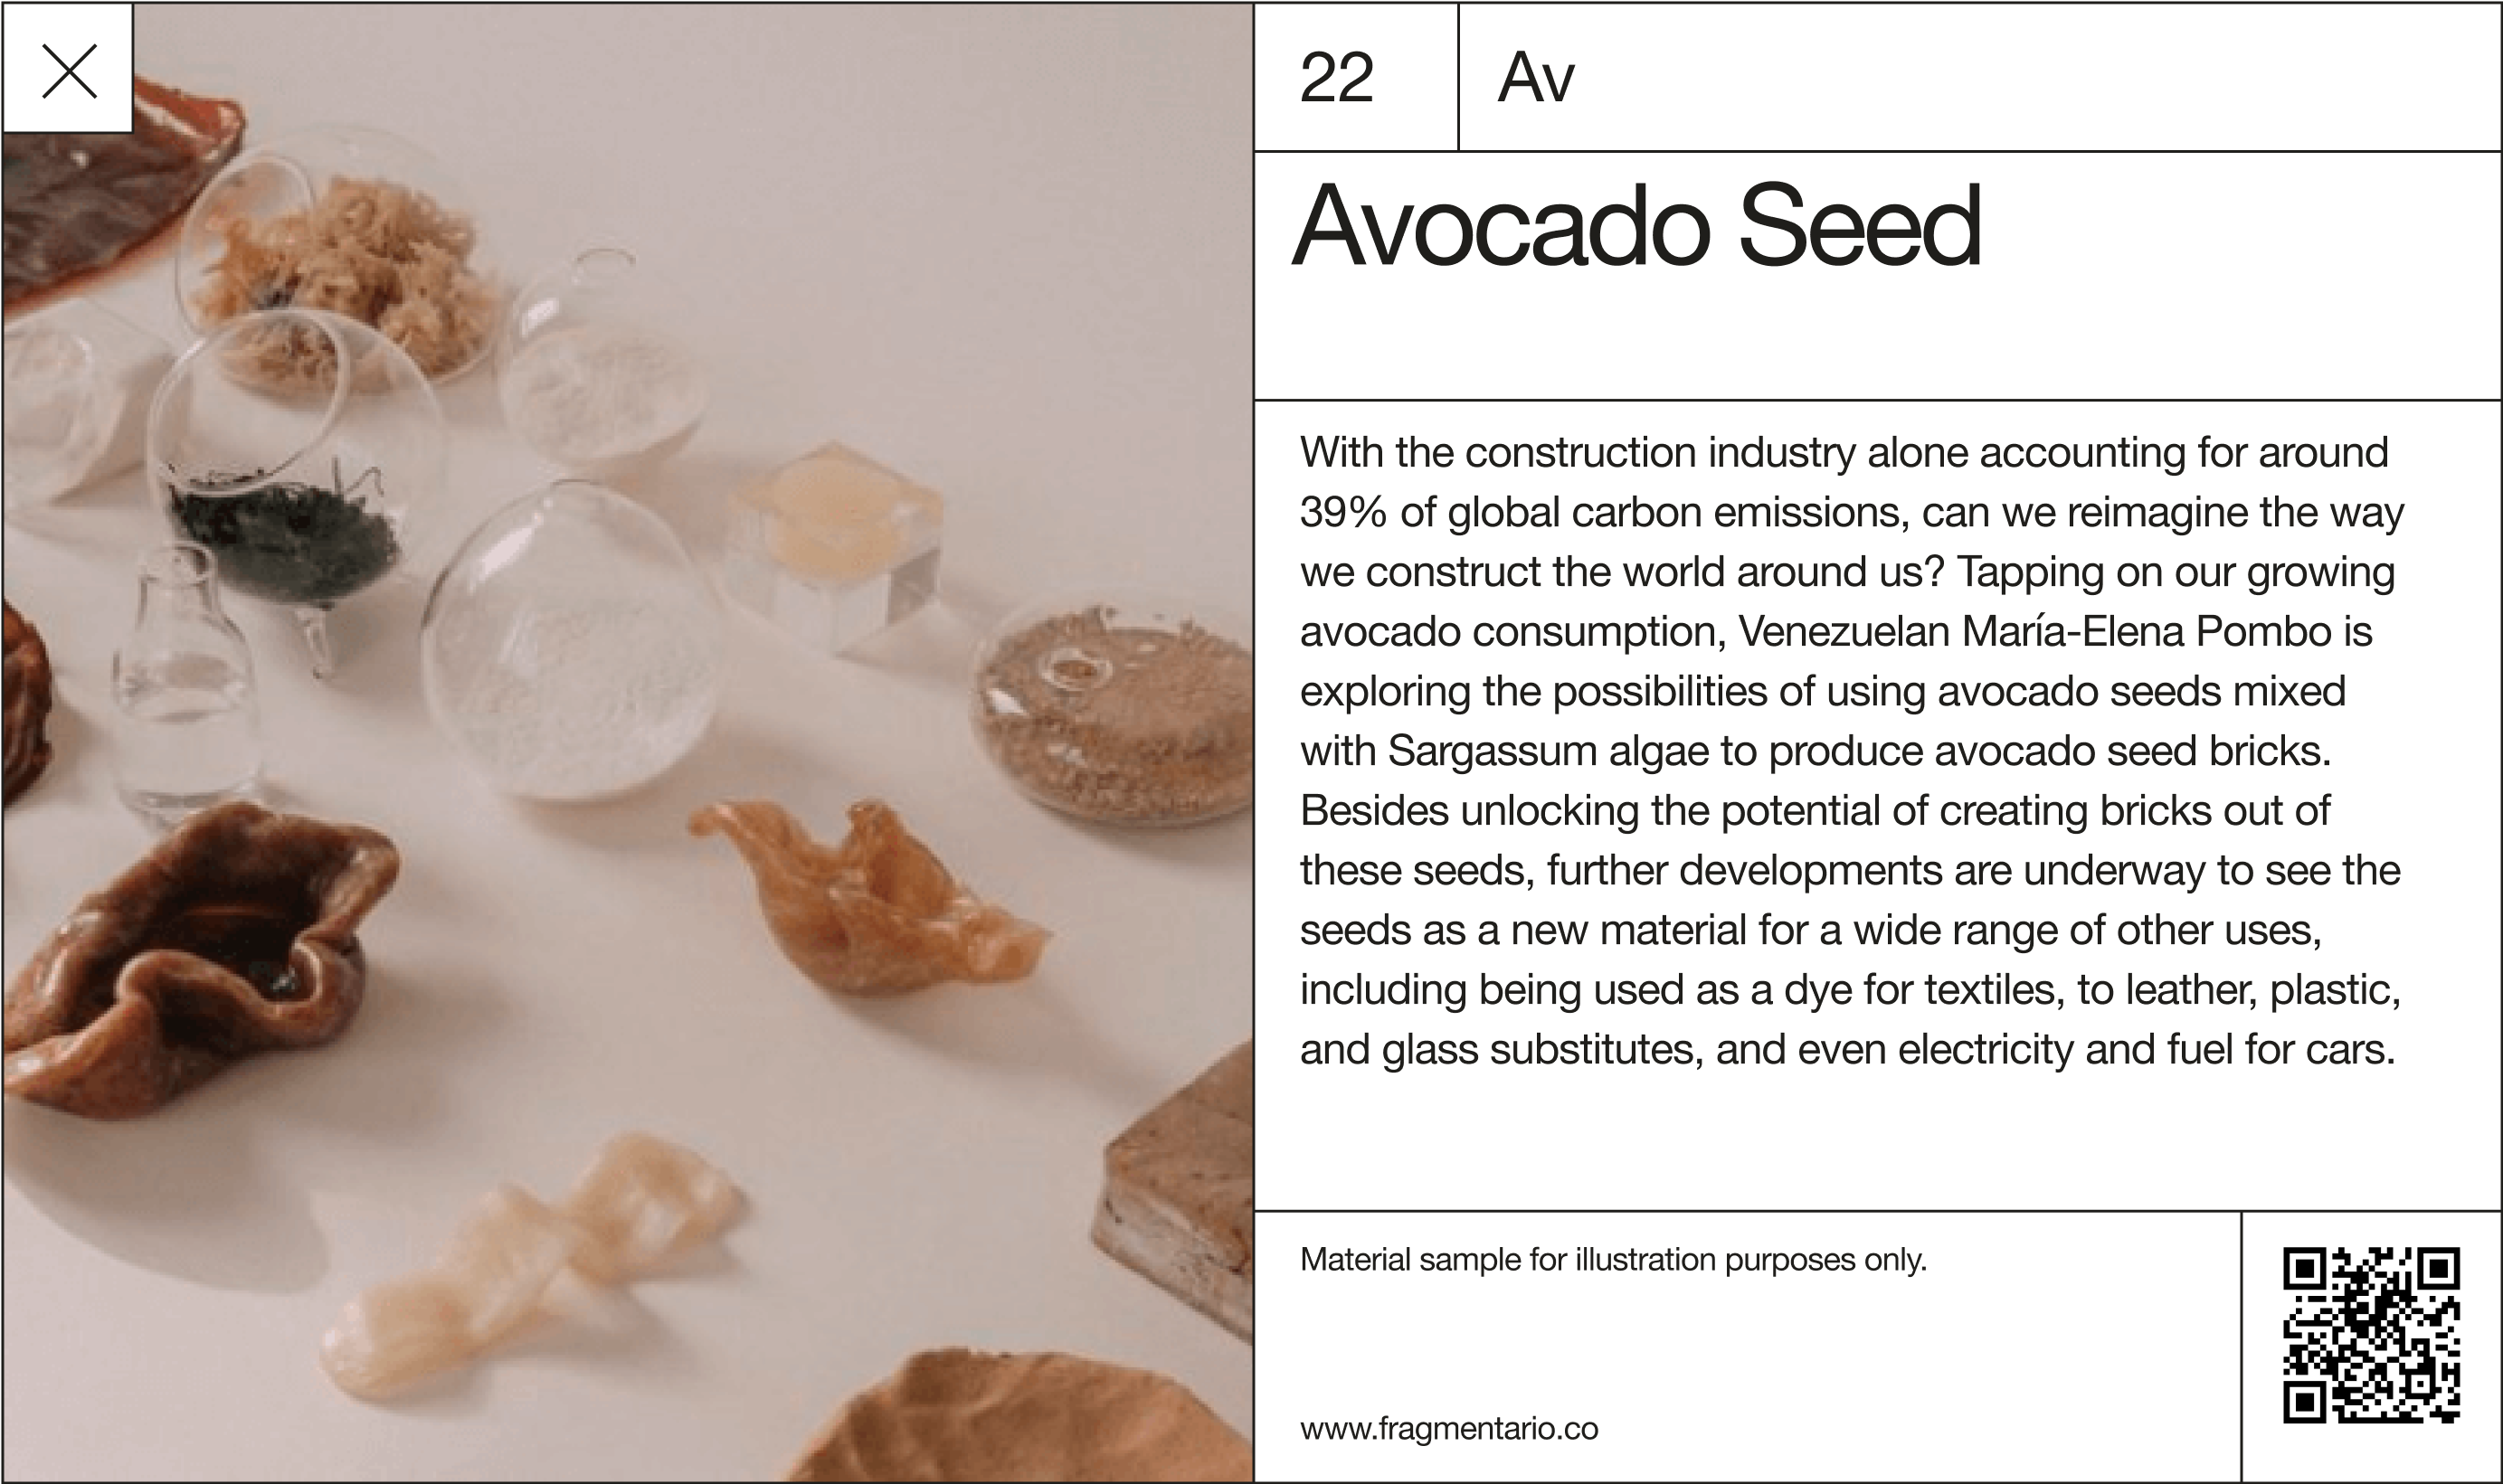 22
Av
Avocado Seed
With the construction industry alone accounting for around
39% of global carbon emissions, can we reimagine the way
we construct the world around us? Tapping on our growing
avocado consumption, Venezuelan María-Elena Pombo is
exploring the possibilities of using avocado seeds mixed
with Sargassum algae to produce avocado seed bricks.
Besides unlocking the potential of creating bricks out of
these seeds, further developments are underway to see the
seeds as a new material for a wide range of other uses,
including being used as a dye for textiles, to leather, plastic,
and glass substitutes, and even electricity and fuel for cars.
Material sample for illustration purposes only.
www.fragmentario.co